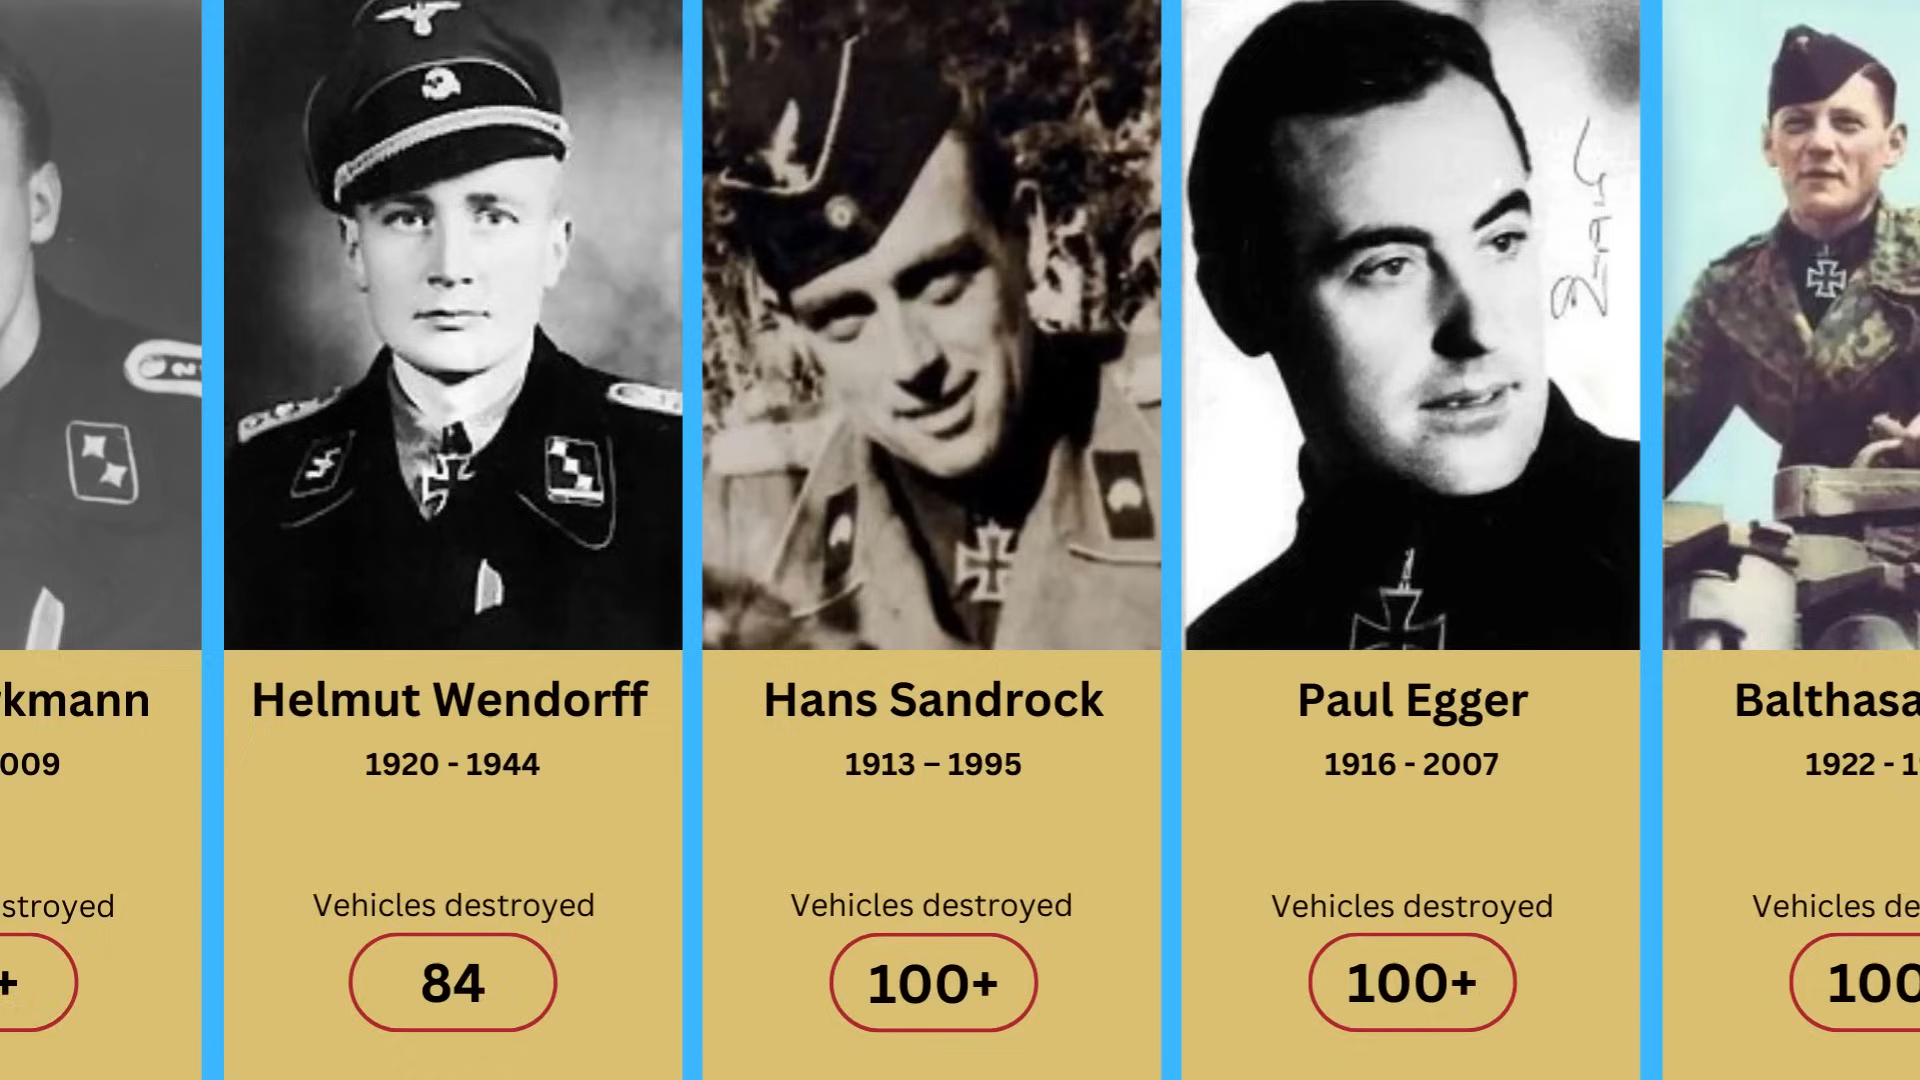 rkmann
009
stroyed
+
Helmut Wendorff
1920 - 1944
Vehicles destroyed
84
Hans Sandrock
1913 – 1995
Vehicles destroyed
100+
Paul Egger
1916 - 2007
Vehicles destroyed
100+
Balthasa
1922 - 1
Vehicles de
100